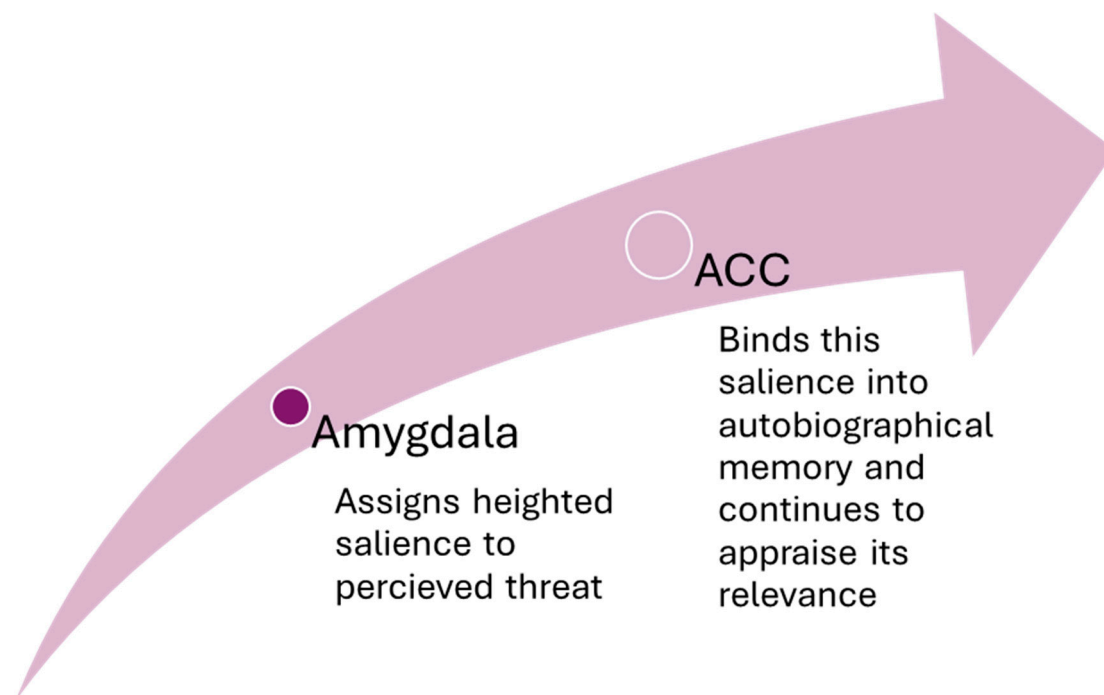 Amygdala
Assigns heighted
salience to
percieved threat
ACC
Binds this
salience into
autobiographical
memory and
continues to
appraise its
relevance